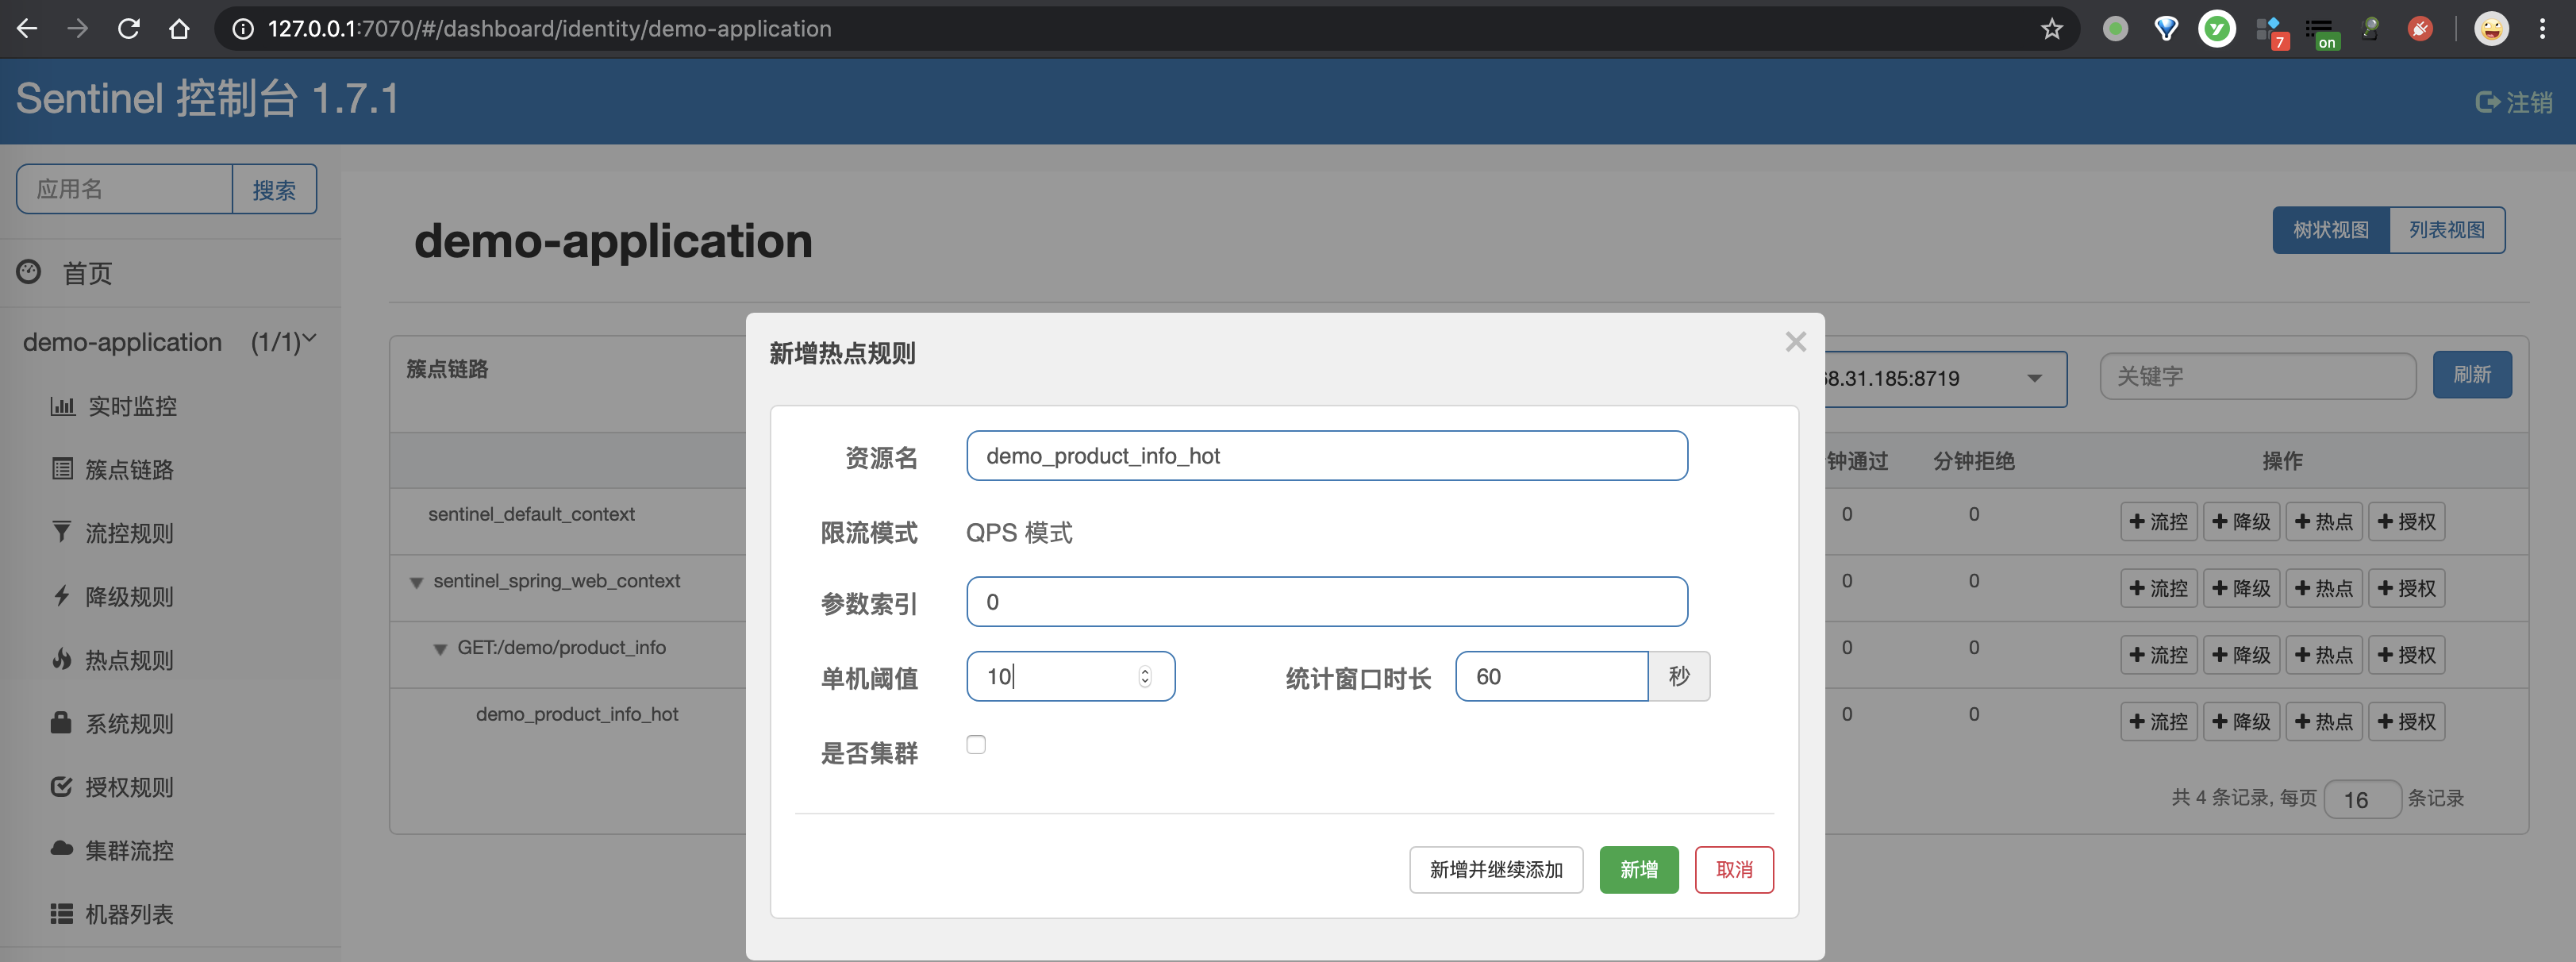 127.0.0.1:7070/#/dashboard/identity/demo-application
7
on
Sentinel 控制台 1.7.1
注销
应用名
搜索
首页
demo-application (1/1)
实时监控
簇点链路
流控规则
降级规则
热点规则
系统规则
授权规则
集群流控
机器列表
demo-application
树状视图
列表视图
簇点链路
8.31.185:8719
关键字
刷新
钟通过 分钟拒绝 操作
sentinel_default_context
0 0 流控 降级 热点 授权
sentinel_spring_web_context
0 0 流控 降级 热点 授权
GET:/demo/product_info
0 0 流控 降级 热点 授权
demo_product_info_hot
0 0 流控 降级 热点 授权
共 4 条记录, 每页 16 条记录
新增热点规则
资源名 demo_product_info_hot
限流模式 QPS 模式
参数索引 0
单机阈值 10 统计窗口时长 60 秒
是否集群
新增并继续添加 新增 取消